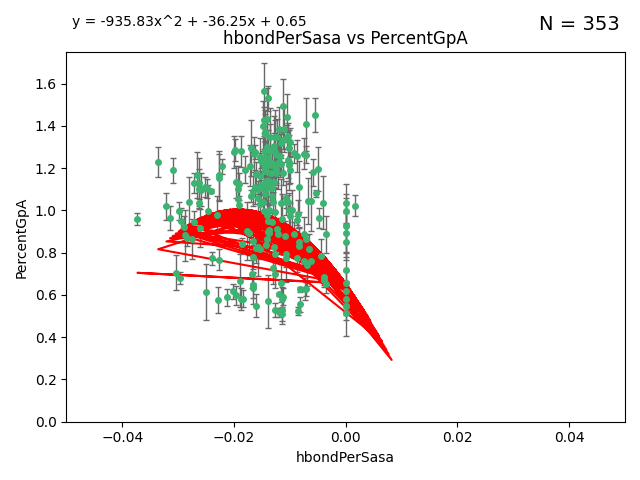 y = -935.83x^2 + -36.25x + 0.65
N = 353
hbondPerSasa vs PercentGpA
1.6
1.4
1.2
1.0
0.8
0.6
0.4
0.2
0.0
PercentGpA
−0.04
−0.02
0.00
0.02
0.04
hbondPerSasa